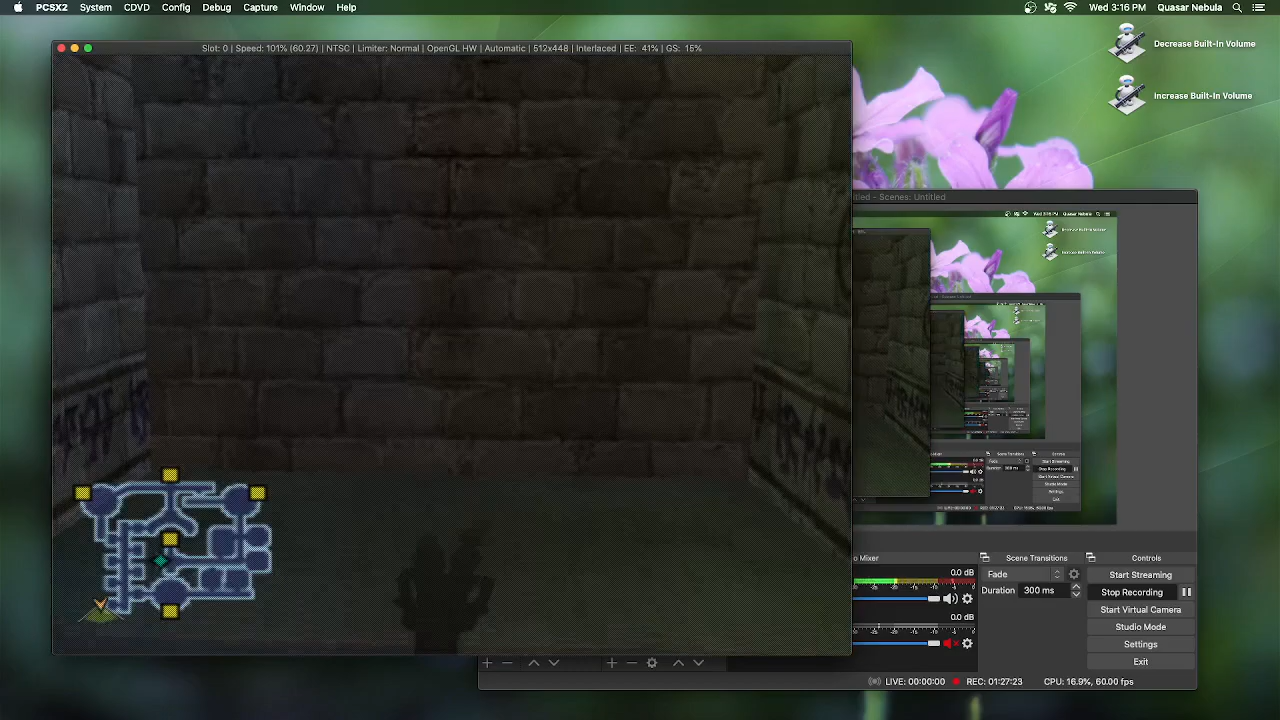 PCSX2 System CDVD Config Debug Capture Window Help Wed 3:16 PM Quasar Nebula
Slot: 0 | Speed: 101% (60.27) | NTSC | Limiter: Normal | OpenGL HW | Automatic | 512x448 | Interlaced | EE: 41% | GS: 15%
Decrease Built-In Volume
Increase Built-In Volume
titled - Scenes: Untitled
o Mixer Scene Transitions Controls
0.0 dB
Fade
Start Streaming
Duration 300 ms
Stop Recording
Start Virtual Camera
0.0 dB
Studio Mode
Settings
Exit
LIVE: 00:00:00 REC: 01:27:23 CPU: 16.9%, 60.00 fps